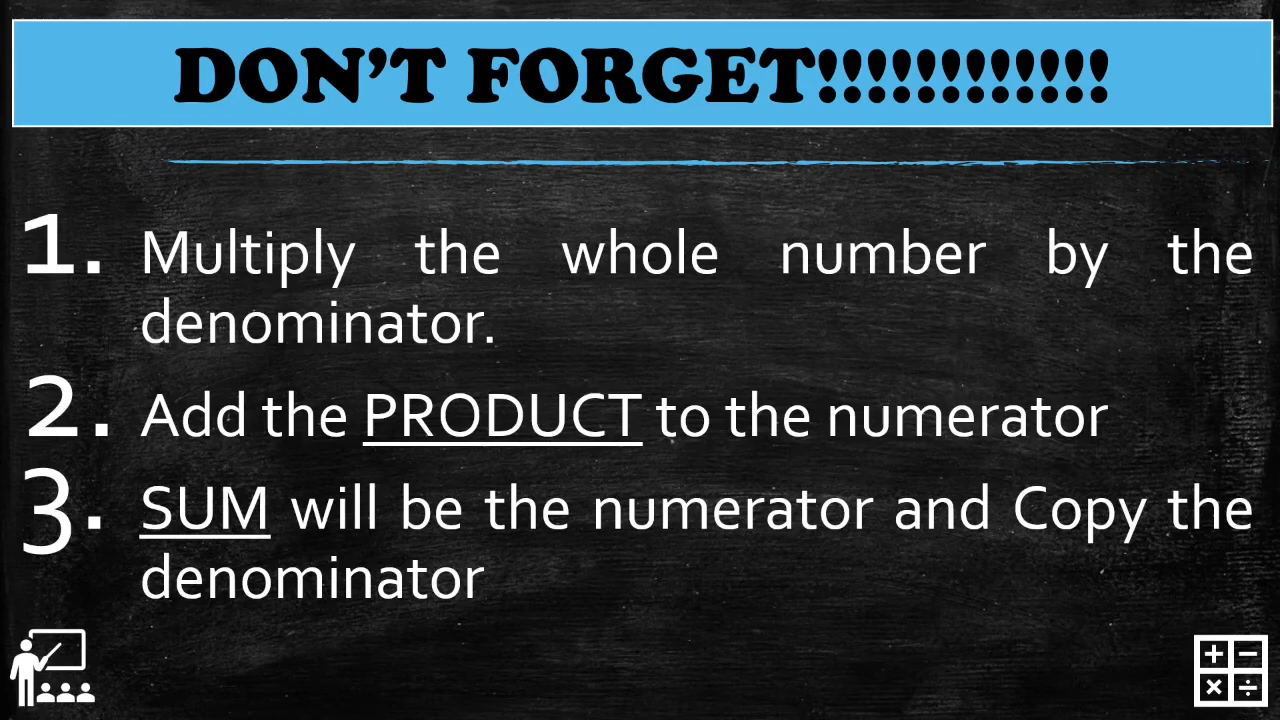 DON’T FORGET!!!!!!!!!!!!
1. Multiply the whole number by the
denominator.
2. Add the PRODUCT to the numerator
3. SUM will be the numerator and Copy the
denominator
+ −
× ÷